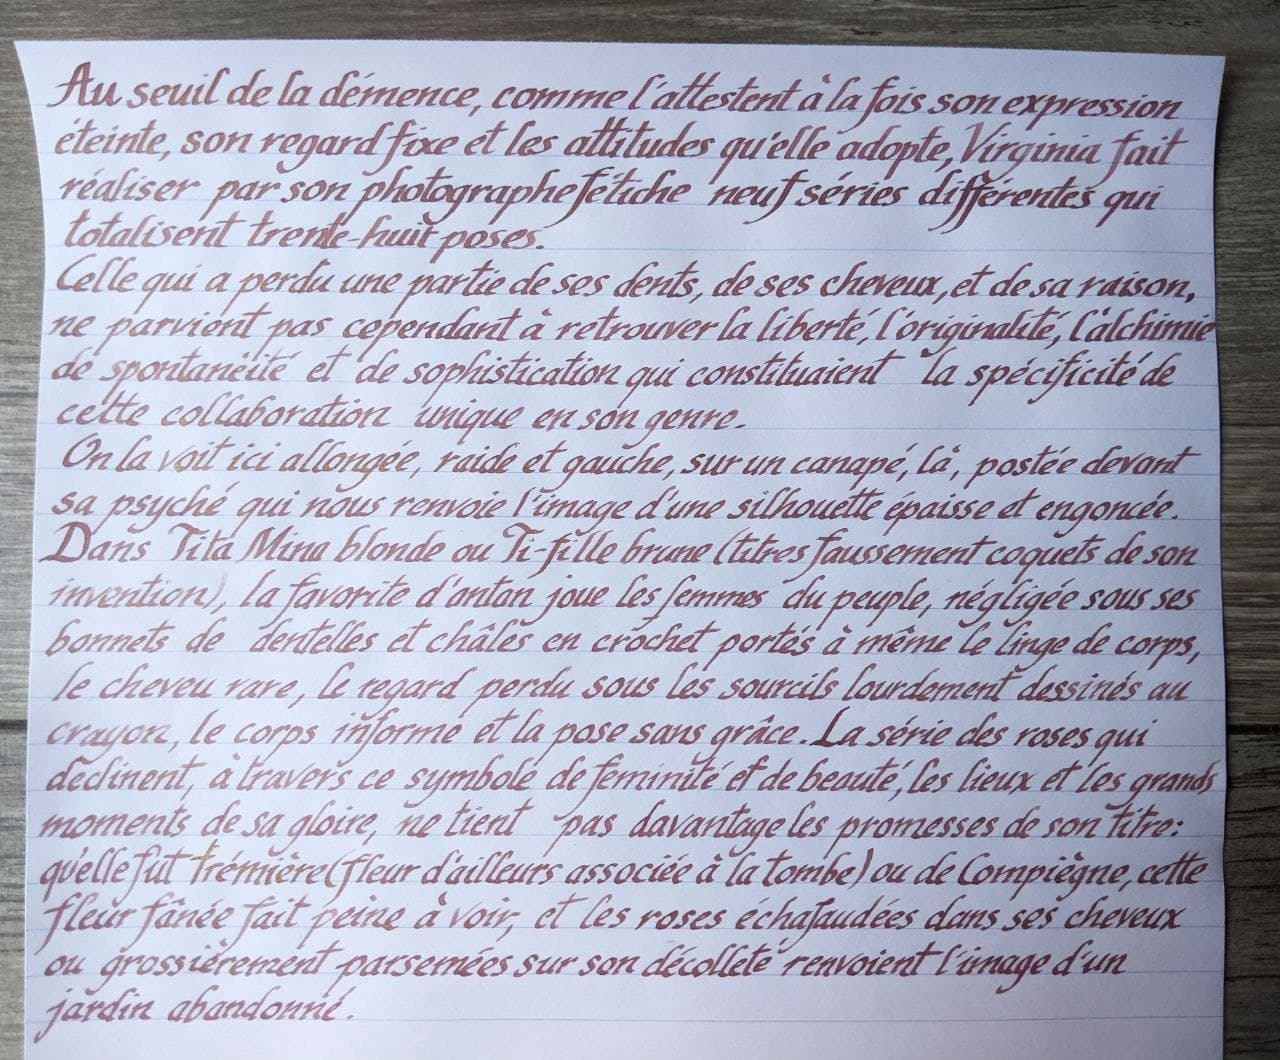 Au seuil de la démence, comme l'attestent à la fois son expression
éteinte, son regard fixe et les attitudes qu'elle adopte, Virginia fait
réaliser par son photographe fétiche neuf séries différentes qui
totalisent trente-huit poses.
Celle qui a perdu une partie de ses dents, de ses cheveux, et de sa raison,
ne parvient pas cependant à retrouver la liberté, l'originalité, l'alchimie
de spontanéité et de sophistication qui constituaient la spécificité de
cette collaboration unique en son genre.
On la voit ici allongée, raide et gauche, sur un canapé, là, postée devant
sa psyché qui nous renvoie l'image d'une silhouette épaisse et engoncée.
Dans Tita Mina blonde ou Ti-fille brune (titres faussement coquets de son
invention), la favorite d'antan joue les femmes du peuple, négligée sous ses
bonnets de dentelles et châles en crochet portés à même le linge de corps,
le cheveu rare, le regard perdu sous les sourcils lourdement dessinés au
crayon, le corps informe et la pose sans grâce. La série des roses qui
déclinent, à travers ce symbole de féminité et de beauté, les lieux et les grands
moments de sa gloire, ne tient pas davantage les promesses de son titre:
qu'elle fut trémière (fleur d'ailleurs associée à la tombe) ou de Compiègne, cette
fleur fânée fait peine à voir, et les roses échafaudées dans ses cheveux
ou grossièrement parsemées sur son décolleté renvoient l'image d'un
jardin abandonné.